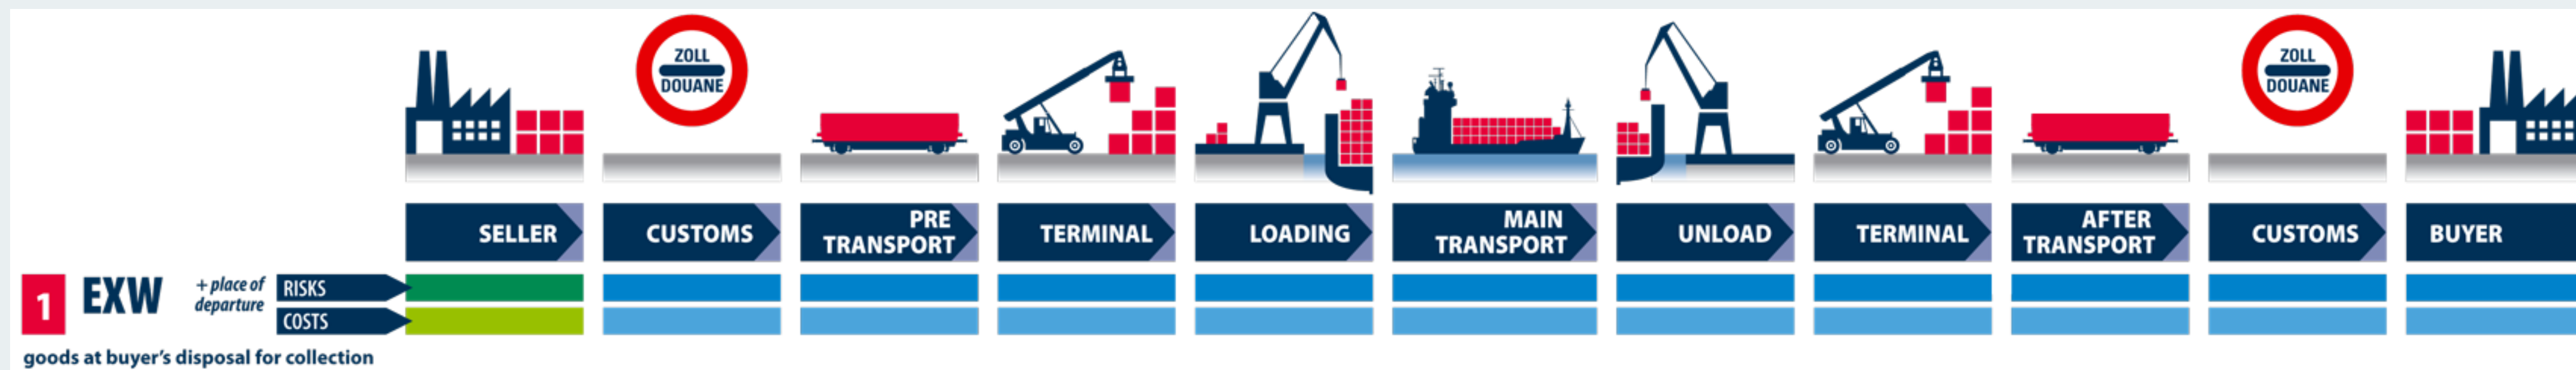 ZOLL
DOUANE
ZOLL
DOUANE
SELLER
CUSTOMS
PRE
TRANSPORT
TERMINAL
LOADING
MAIN
TRANSPORT
UNLOAD
TERMINAL
AFTER
TRANSPORT
CUSTOMS
BUYER
1 EXW
+ place of
departure
RISKS
COSTS
goods at buyer's disposal for collection